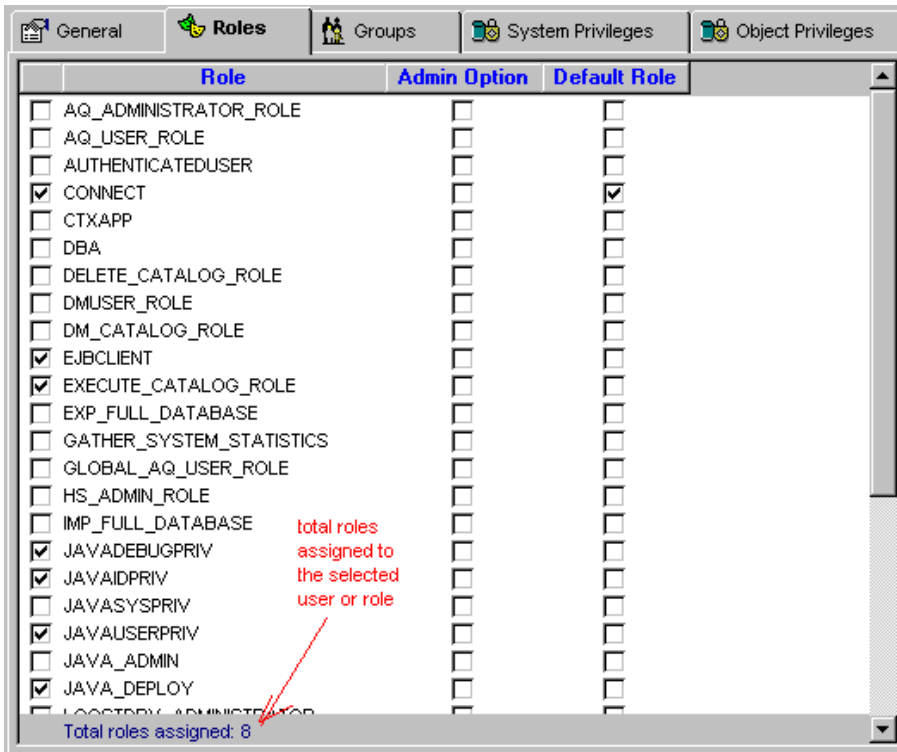 General
Roles
Groups
System Privileges
Object Privileges
Role
Admin Option
Default Role
AQ_ADMINISTRATOR_ROLE
AQ_USER_ROLE
AUTHENTICATEDUSER
CONNECT
CTXAPP
DBA
DELETE_CATALOG_ROLE
DMUSER_ROLE
DM_CATALOG_ROLE
EJBCLIENT
EXECUTE_CATALOG_ROLE
EXP_FULL_DATABASE
GATHER_SYSTEM_STATISTICS
GLOBAL_AQ_USER_ROLE
HS_ADMIN_ROLE
IMP_FULL_DATABASE
JAVADEBUGPRIV
JAVAIDPRIV
JAVASYSPRIV
JAVAUSERPRIV
JAVA_ADMIN
JAVA_DEPLOY
total roles
assigned to
the selected
user or role
Total roles assigned: 8